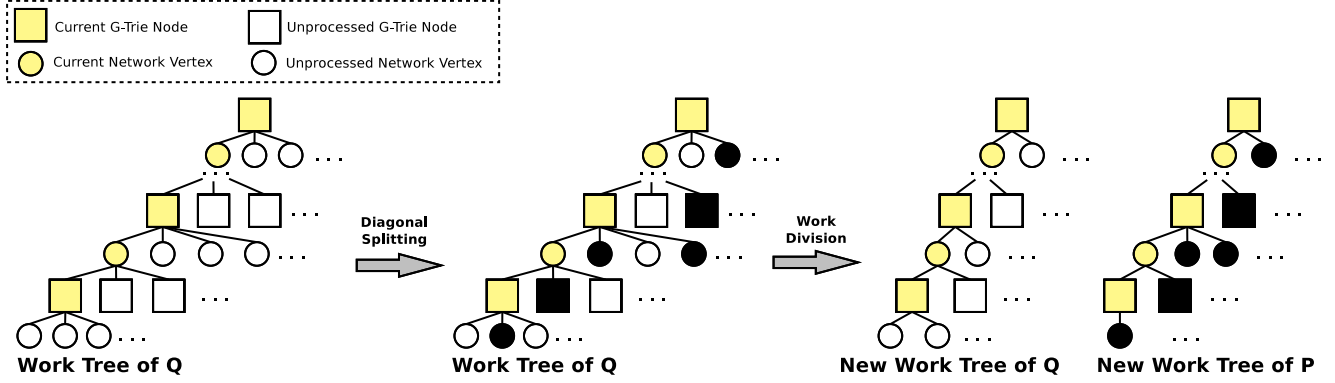 Current G-Trie Node
Unprocessed G-Trie Node
Current Network Vertex
Unprocessed Network Vertex
Diagonal
Splitting
Work
Division
Work Tree of Q
Work Tree of Q
New Work Tree of Q
New Work Tree of P